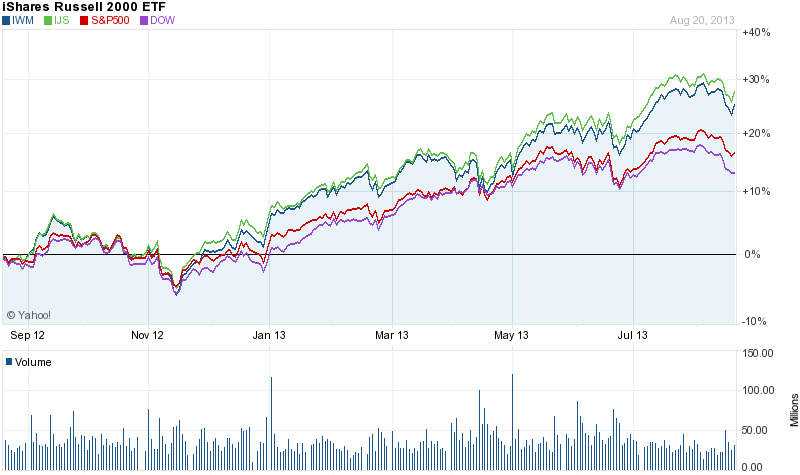 iShares Russell 2000 ETF
IWM IJS S&P500 DOW
Aug 20, 2013
+40%
+30%
+20%
+10%
0%
-10%
© Yahoo!
Sep 12 Nov 12 Jan 13 Mar 13 May 13 Jul 13
Volume
150.00
100.00
50.00
0.00
Millions